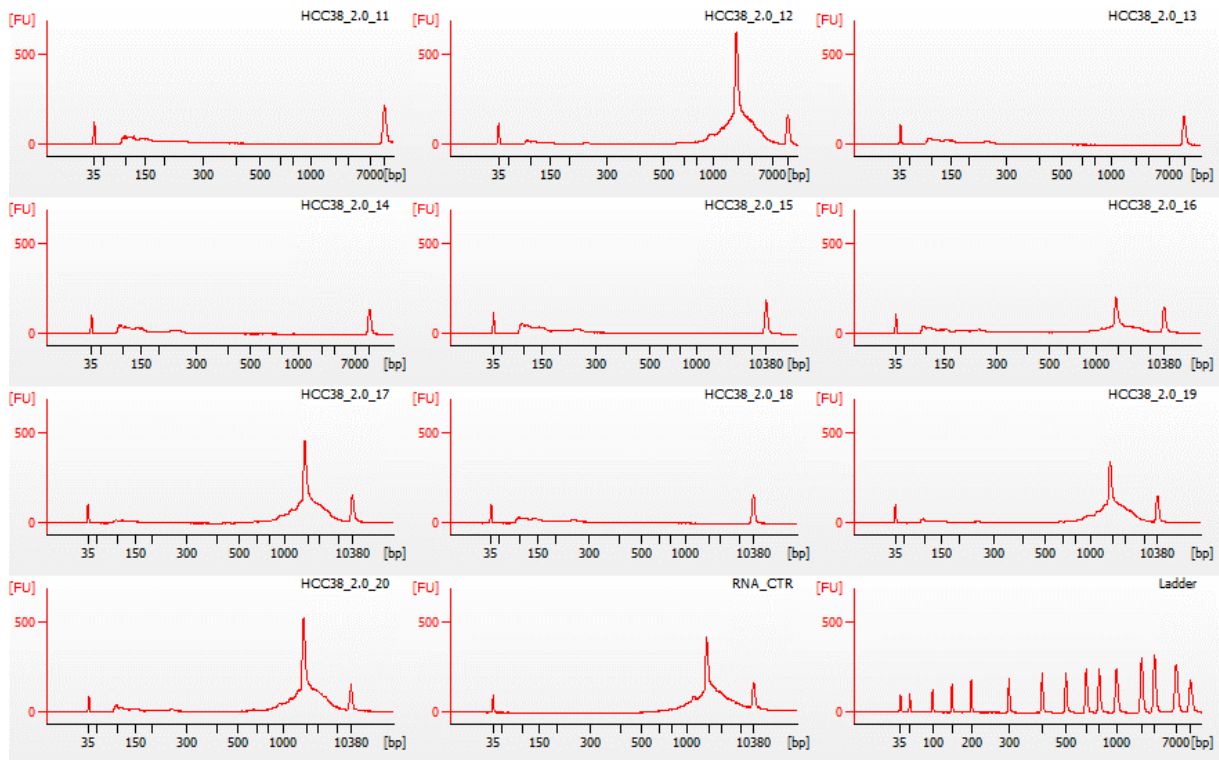 [FU] HCC38_2.0_11 [FU] HCC38_2.0_12 [FU] HCC38_2.0_13
500 500 500
0 0 0
35 150 300 500 1000 7000[bp] 35 150 300 500 1000 7000[bp] 35 150 300 500 1000 7000 [bp]
[FU] HCC38_2.0_14 [FU] HCC38_2.0_15 [FU] HCC38_2.0_16
500 500 500
0 0 0
35 150 300 500 1000 7000 [bp] 35 150 300 500 1000 10380 [bp] 35 150 300 500 1000 10380 [bp]
[FU] HCC38_2.0_17 [FU] HCC38_2.0_18 [FU] HCC38_2.0_19
500 500 500
0 0 0
35 150 300 500 1000 10380 [bp] 35 150 300 500 1000 10380 [bp] 35 150 300 500 1000 10380 [bp]
[FU] HCC38_2.0_20 [FU] RNA_CTR [FU] Ladder
500 500 500
0 0 0
35 150 300 500 1000 10380 [bp] 35 150 300 500 1000 10380 [bp] 35 100 200 300 500 1000 7000[bp]